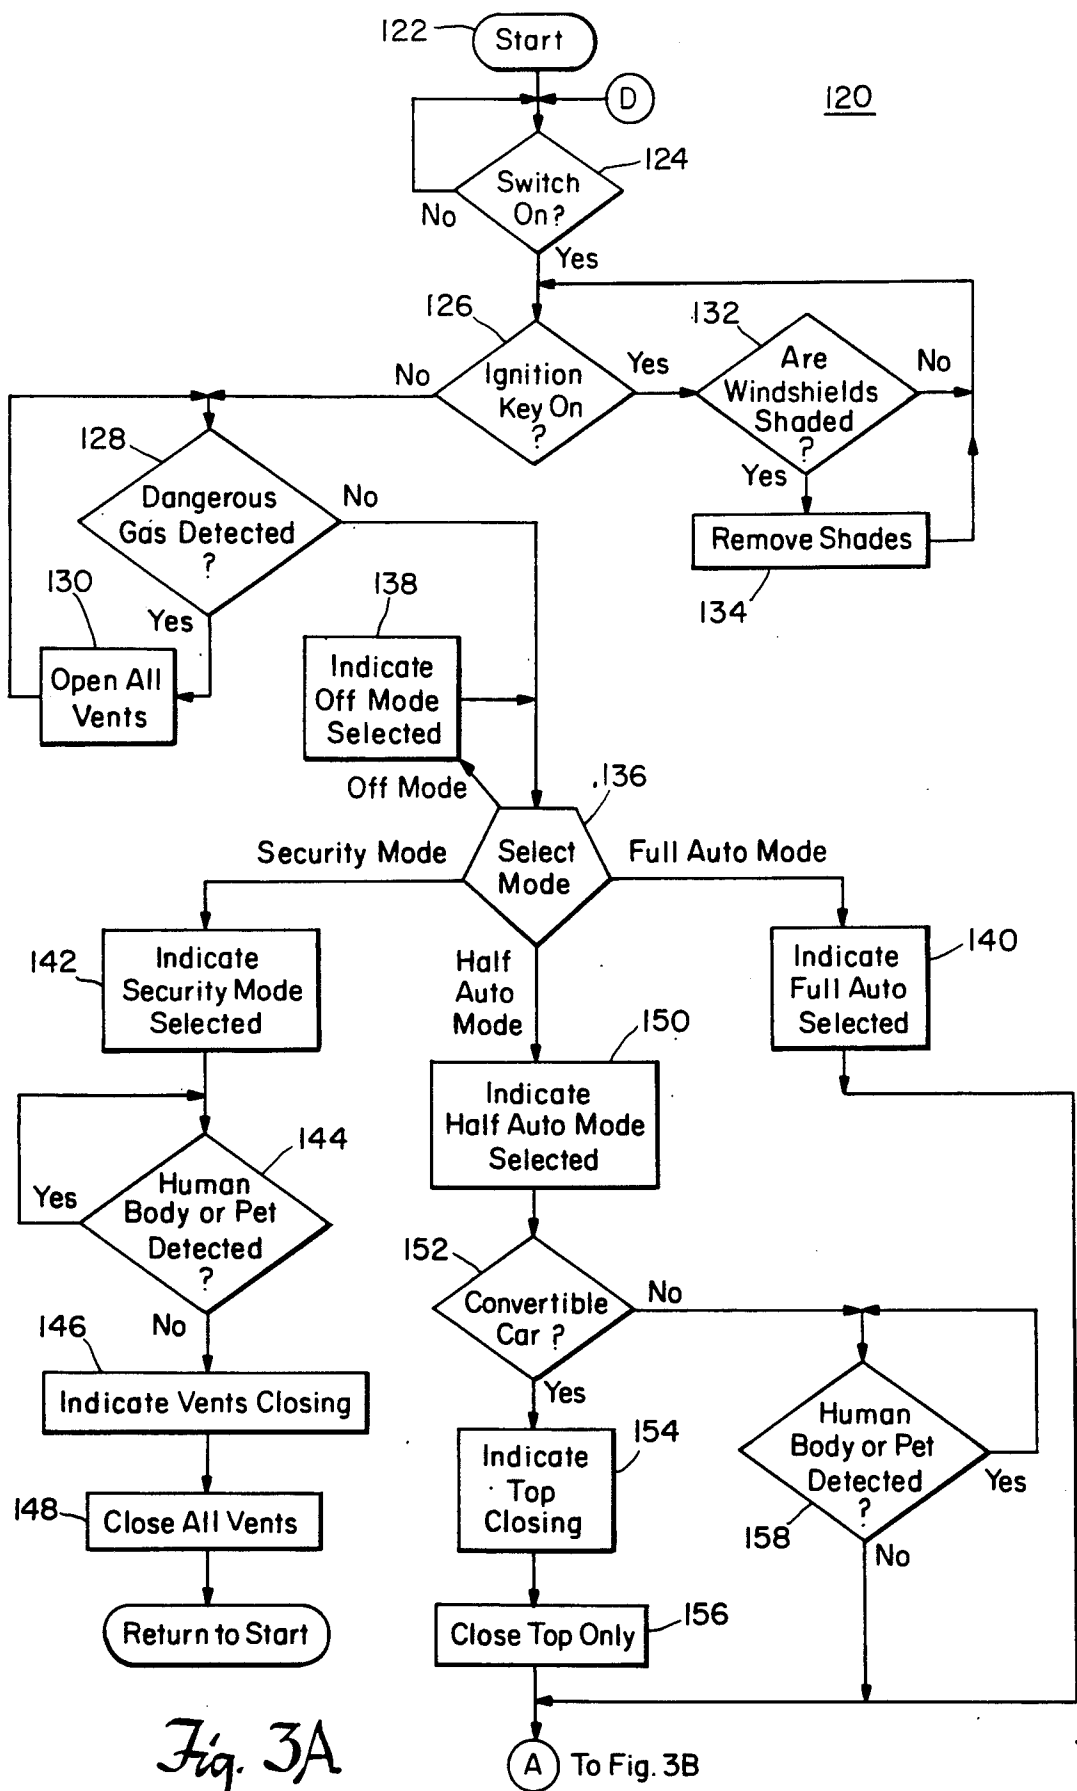 122
Start
D
120
124
Switch
On?
No
Yes
126
132
Ignition
Key On
?
No
Yes
Are
Windshields
Shaded
?
No
Yes
128
Dangerous
Gas Detected
?
No
Yes
Remove Shades
134
130
Open All
Vents
138
Indicate
Off Mode
Selected
Off Mode
136
Select
Mode
Security Mode
Full Auto Mode
Half
Auto
Mode
142
Indicate
Security Mode
Selected
140
Indicate
Full Auto
Selected
150
Indicate
Half Auto Mode
Selected
144
Human
Body or Pet
Detected
?
Yes
No
152
Convertible
Car ?
No
Yes
146
Indicate Vents Closing
154
Indicate
Top
Closing
Human
Body or Pet
Detected
?
Yes
158
No
148
Close All Vents
156
Close Top Only
Return to Start
Fig. 3A
A
To Fig. 3B